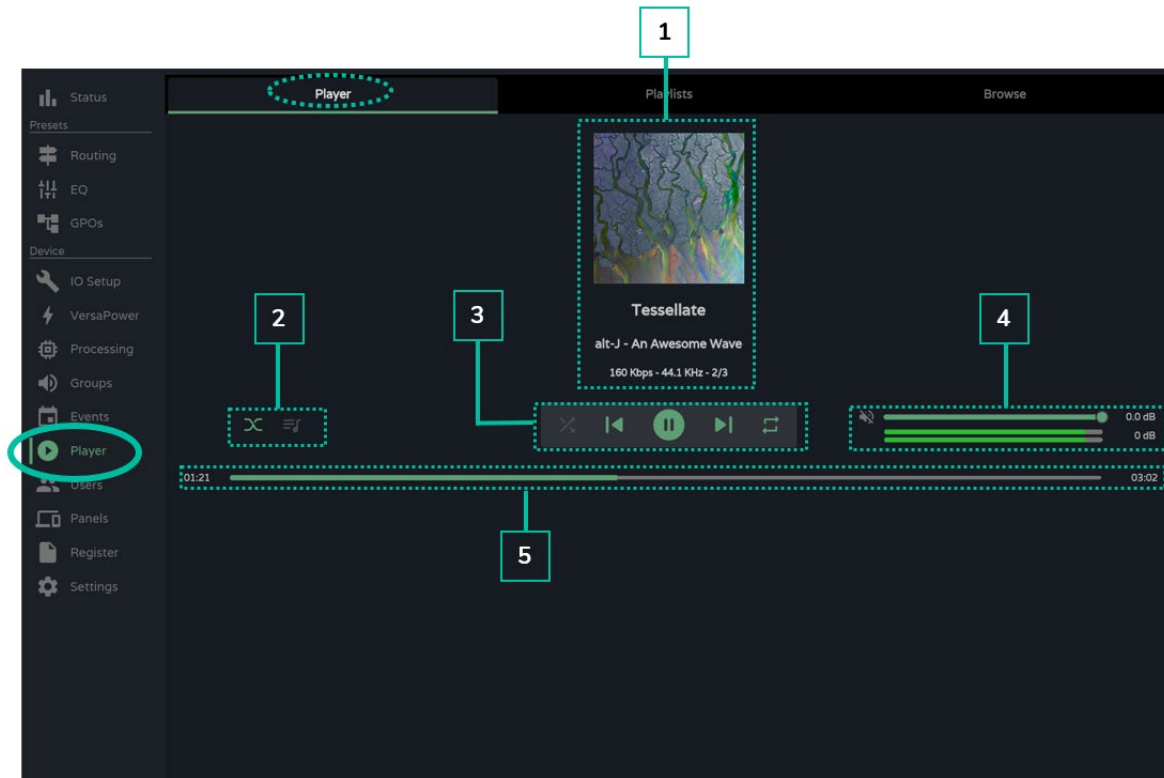 1
Status
Player
Playlists
Browse
Presets
Routing
EQ
GPOs
Device
IO Setup
VersaPower
Processing
Groups
Events
Player
Users
Panels
Register
Settings
2
3
4
Tessellate
alt-J - An Awesome Wave
160 Kbps - 44.1 KHz - 2/3
0.0 dB
0 dB
01:21
03:02
5